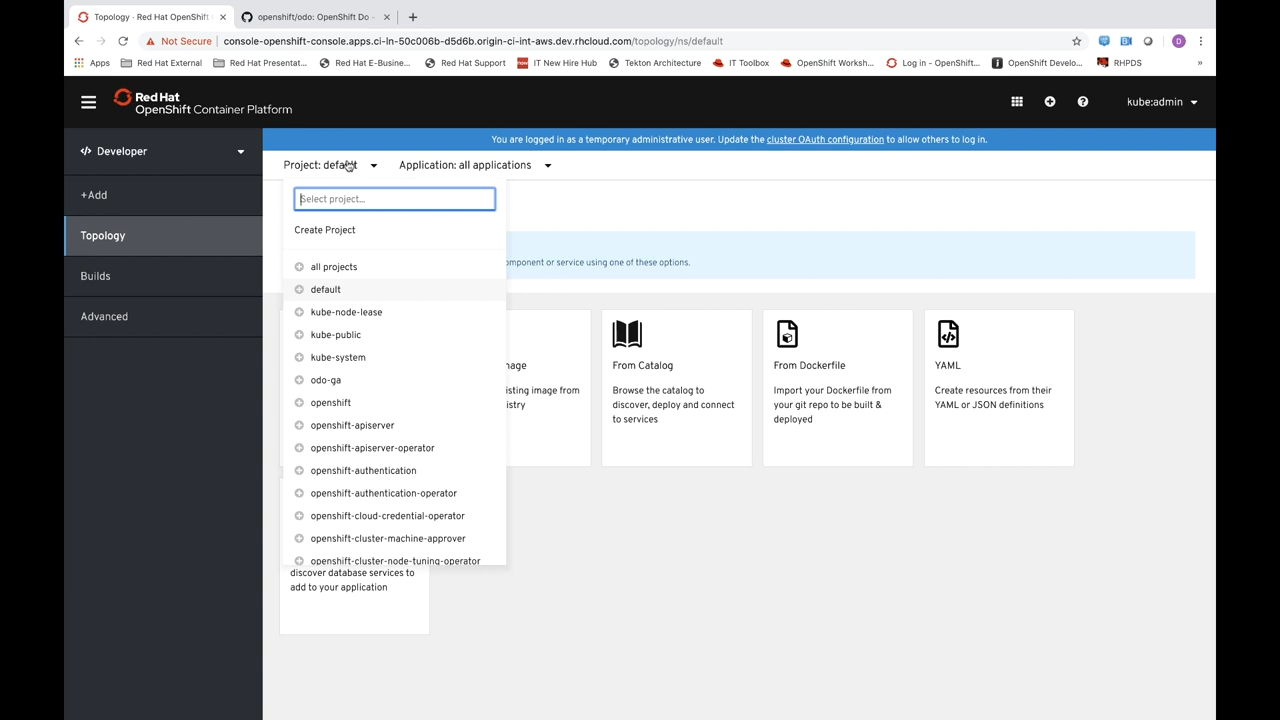 Topology · Red Hat OpenShift
openshift/odo: OpenShift Do -
Not Secure
console-openshift-console.apps.ci-ln-50c006b-d5d6b.origin-ci-int-aws.dev.rhcloud.com/topology/ns/default
D
Apps
Red Hat External
Red Hat Presentat...
Red Hat E-Busine...
Red Hat Support
IT New Hire Hub
Tekton Architecture
IT Toolbox
OpenShift Worksh...
Log in - OpenShift...
OpenShift Develo...
RHPDS
»
Red Hat
OpenShift Container Platform
kube:admin
You are logged in as a temporary administrative user. Update the cluster OAuth configuration to allow others to log in.
Developer
+Add
Topology
Builds
Advanced
Project: default
Application: all applications
Select project...
Create Project
all projects
default
kube-node-lease
kube-public
kube-system
odo-ga
openshift
openshift-apiserver
openshift-apiserver-operator
openshift-authentication
openshift-authentication-operator
openshift-cloud-credential-operator
openshift-cluster-machine-approver
openshift-cluster-node-tuning-operator
omponent or service using one of these options.
mage
isting image from
istry
From Catalog
Browse the catalog to
discover, deploy and connect
to services
From Dockerfile
Import your Dockerfile from
your git repo to be built &
deployed
YAML
Create resources from their
YAML or JSON definitions
discover database services to
add to your application